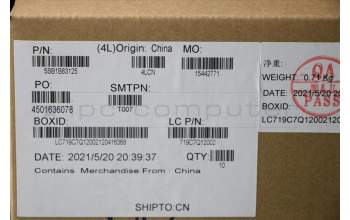 P/N:
(4L)Origin: China
MO:
5BB1B63125
4LCN
15442771
净重:
WEIGHT 0.71 Kg
PO:
SMTPN:
DATE: 2021/5/20 20
4501636078
T007
PASS
BOXID:
BOXID:
LC P/N:
LC719C7Q12002120
LC719C7Q12002120416368
719C7Q12002
DATE: 2021/5/20 20:39:37
QTY
10
Contains Merchandise From : China
SHIPTO:CN